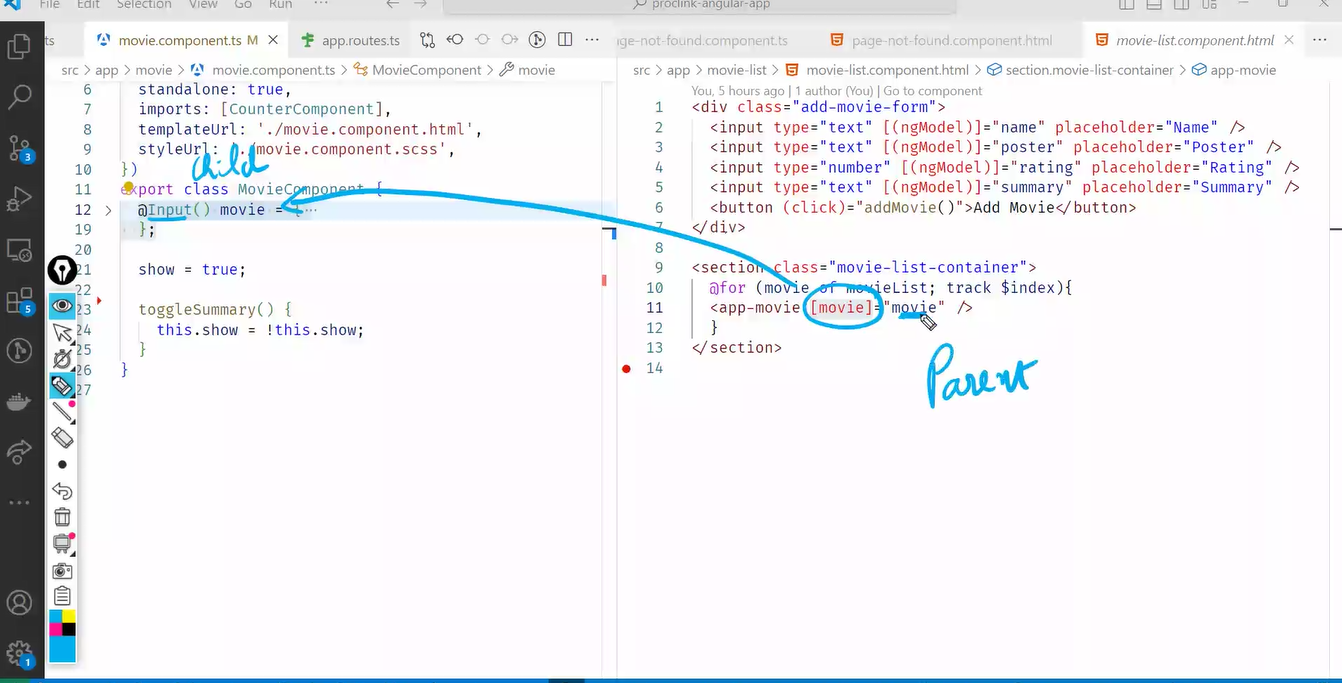 File Edit Selection View Go Run ··· proclink-angular-app
ts movie.component.ts M app.routes.ts ···
src > app > movie > movie.component.ts > MovieComponent > movie
6 standalone: true,
7 imports: [CounterComponent],
8 templateUrl: './movie.component.html',
9 styleUrl: './movie.component.scss',
child
10 })
11 export class MovieComponent {
12 @Input() movie = { ···
19 };
20
21 show = true;
22
23 toggleSummary() {
24 this.show = !this.show;
25 }
26 }
27
3
5
1
ge-not-found.component.ts page-not-found.component.html movie-list.component.html ···
src > app > movie-list > movie-list.component.html > section.movie-list-container > app-movie
You, 5 hours ago | 1 author (You) | Go to component
1 <div class="add-movie-form">
2 <input type="text" [(ngModel)]="name" placeholder="Name" />
3 <input type="text" [(ngModel)]="poster" placeholder="Poster" />
4 <input type="number" [(ngModel)]="rating" placeholder="Rating" />
5 <input type="text" [(ngModel)]="summary" placeholder="Summary" />
6 <button (click)="addMovie()">Add Movie</button>
7 </div>
8
9 <section class="movie-list-container">
10 @for (movie of movieList; track $index){
11 <app-movie [movie]="movie" />
12 }
13 </section>
14
Parent